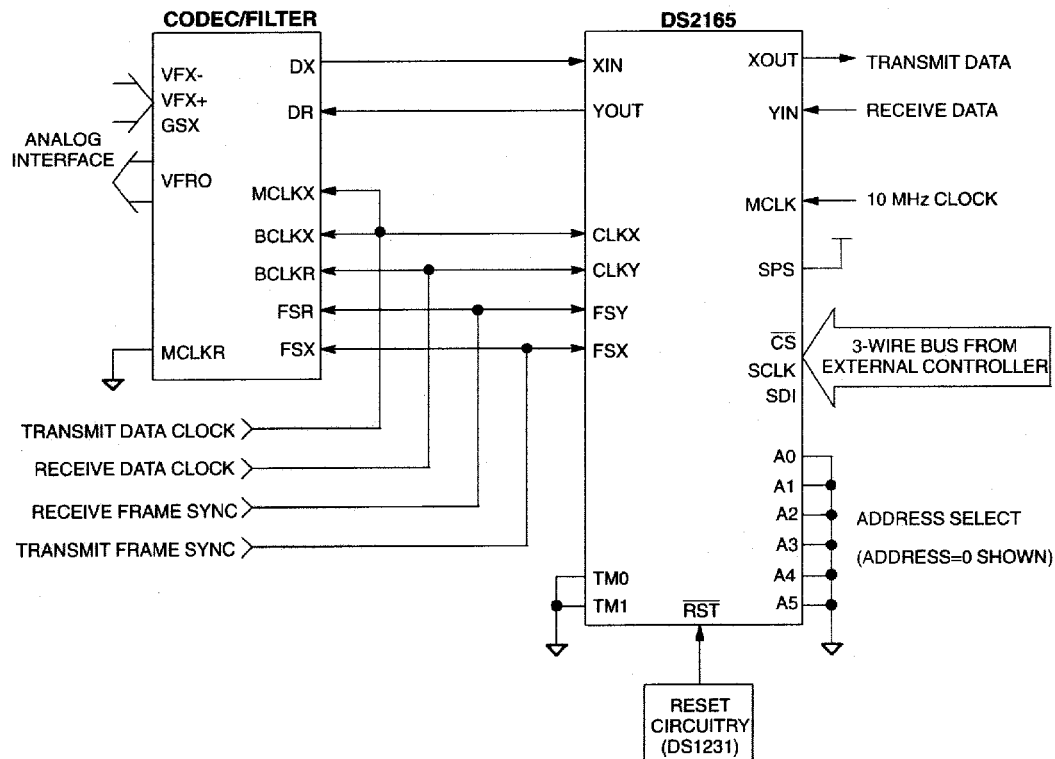 CODEC/FILTER
DS2165
VFX-
VFX+
GSX
ANALOG
INTERFACE
VFRO
MCLKR
DX
DR
MCLKX
BCLKX
BCLKR
FSR
FSX
XIN
YOUT
CLKX
CLKY
FSY
FSX
TM0
TM1
RST
XOUT
YIN
MCLK
SPS
CS
SCLK
SDI
A0
A1
A2
A3
A4
A5
TRANSMIT DATA
RECEIVE DATA
10 MHz CLOCK
3-WIRE BUS FROM
EXTERNAL CONTROLLER
ADDRESS SELECT
(ADDRESS=0 SHOWN)
TRANSMIT DATA CLOCK
RECEIVE DATA CLOCK
RECEIVE FRAME SYNC
TRANSMIT FRAME SYNC
RESET
CIRCUITRY
(DS1231)